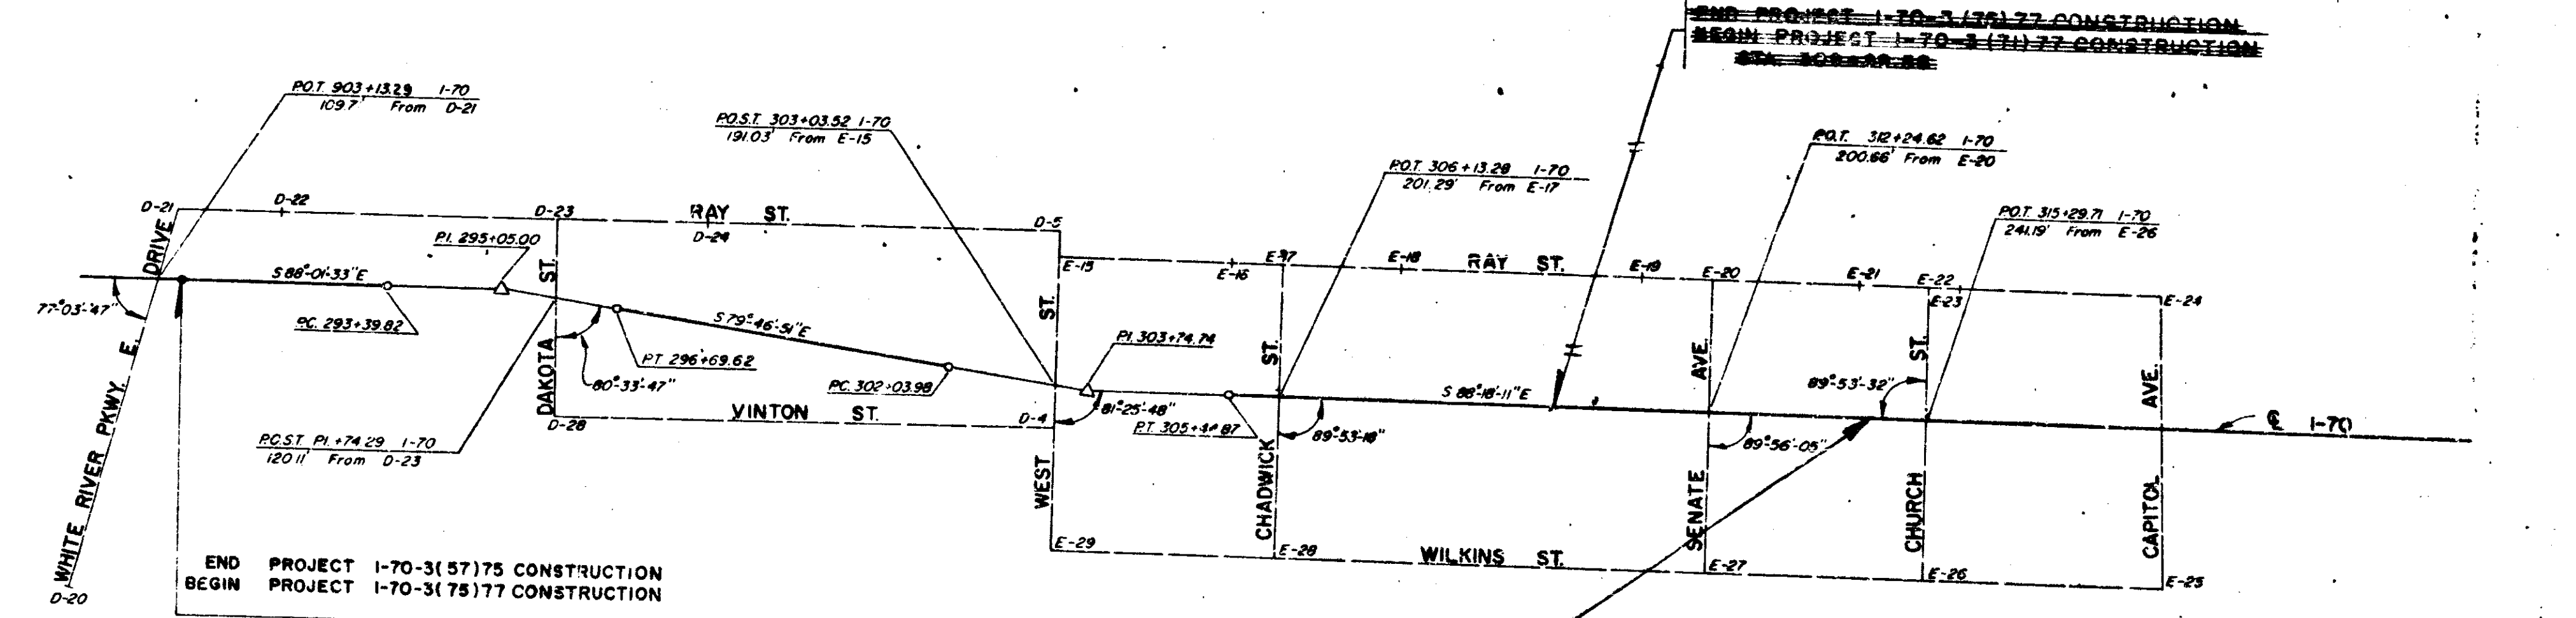 END PROJECT I-70-3(75)77 CONSTRUCTION
BEGIN PROJECT I-70-3(71)77 CONSTRUCTION
STA.
P.O.T. 903+13.29 I-70
109.7' From D-21
P.O.S.T. 303+03.52 I-70
191.03' From E-15
P.O.T. 306+13.28 I-70
201.29' From E-17
P.O.T. 312+24.62 I-70
200.66' From E-20
P.O.T. 315+29.71 I-70
241.19' From E-26
D-21
D-22
D-23
RAY ST.
D-24
D-5
E-15
E-16
E-17
E-18
RAY ST.
E-19
E-20
E-21
E-22
E-23
E-24
P.I. 295+05.00
S 88°-01'-33" E
P.C. 293+39.82
77°-03'-47"
WHITE RIVER PKWY. E. DRIVE
DAKOTA ST.
80°-33'-47"
P.T. 296+69.62
S 79°-46'-51" E
P.C. 302+03.98
P.I. 303+74.74
81°-25'-48"
P.T. 305+44.87
89°-53'-18"
S 88°-18'-11" E
89°-56'-05"
89°-53'-32"
℄ I-70
VINTON ST.
D-28
D-4
WEST ST.
CHADWICK ST.
SENATE AVE.
CHURCH ST.
CAPITOL AVE.
P.O.S.T. P.I. +74.29 I-70
120.11' From D-23
E-29
E-28
WILKINS ST.
E-27
E-26
E-25
END PROJECT I-70-3(57)75 CONSTRUCTION
BEGIN PROJECT I-70-3(75)77 CONSTRUCTION
D-20